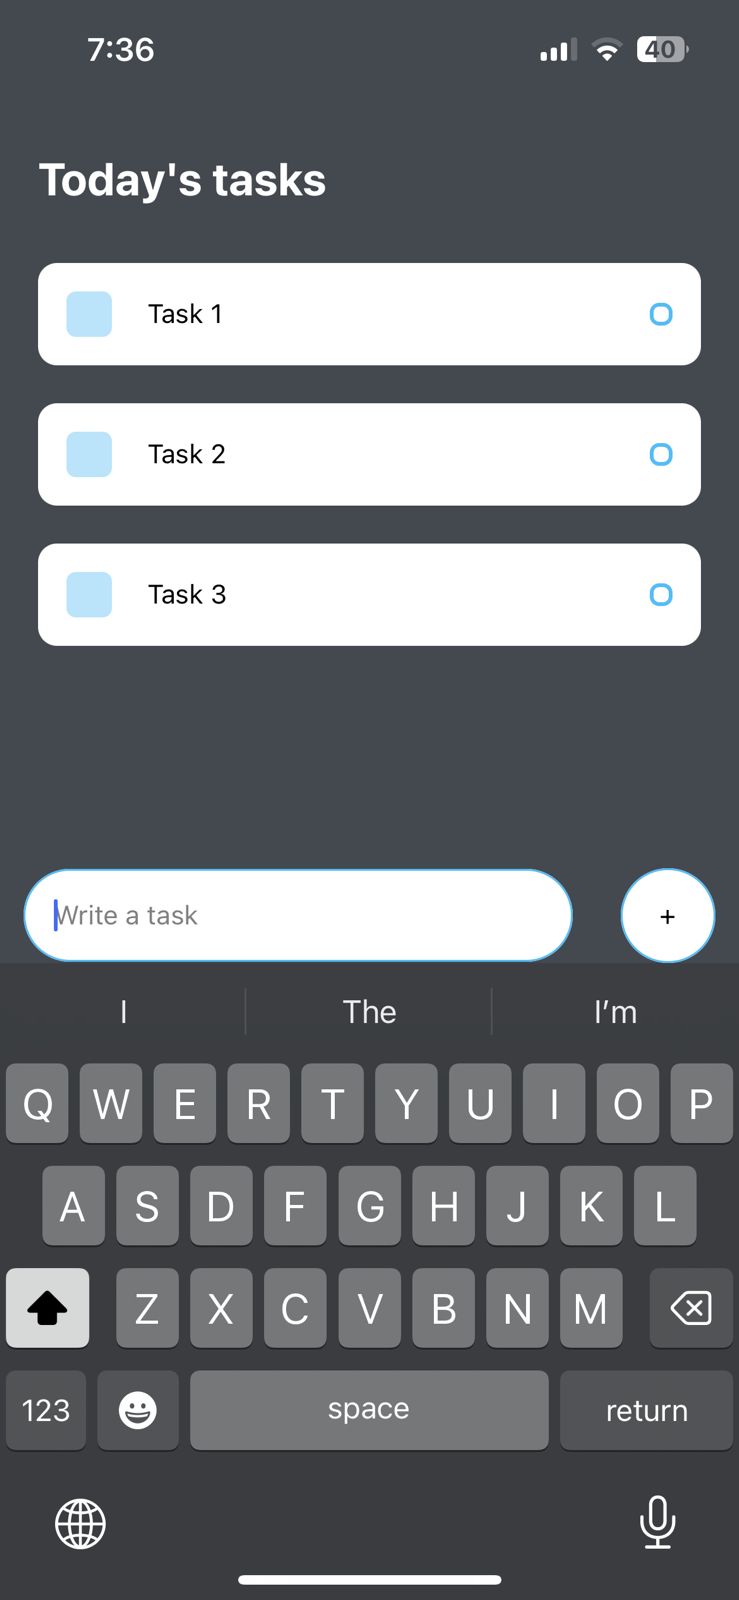 7:36 40
Today's tasks
Task 1
Task 2
Task 3
Write a task +
I The I’m
Q W E R T Y U I O P
A S D F G H J K L
Z X C V B N M
123 space return